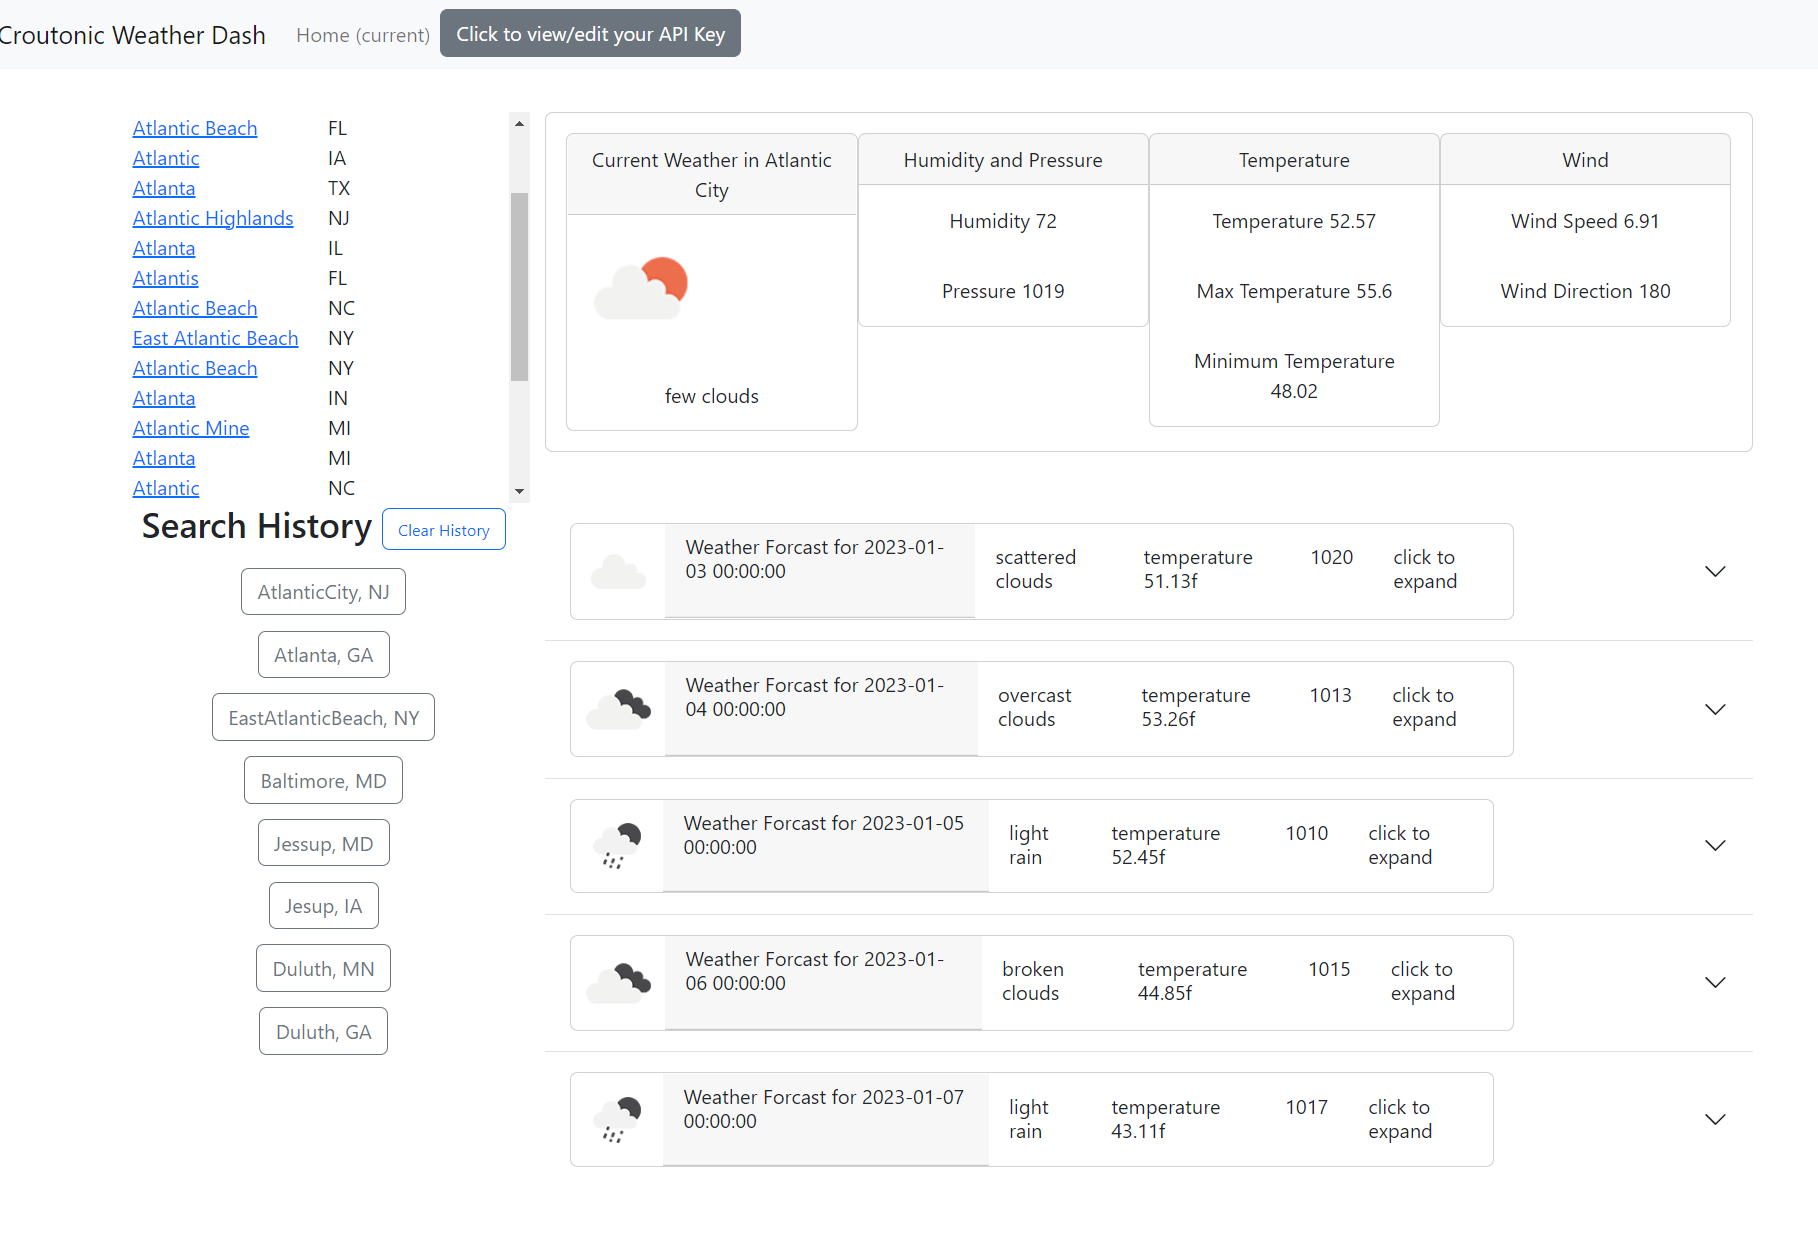 Croutonic Weather Dash Home (current) Click to view/edit your API Key
Atlantic Beach FL
Atlantic IA
Atlanta TX
Atlantic Highlands NJ
Atlanta IL
Atlantis FL
Atlantic Beach NC
East Atlantic Beach NY
Atlantic Beach NY
Atlanta IN
Atlantic Mine MI
Atlanta MI
Atlantic NC
Search History Clear History
AtlanticCity, NJ
Atlanta, GA
EastAtlanticBeach, NY
Baltimore, MD
Jessup, MD
Jesup, IA
Duluth, MN
Duluth, GA
Current Weather in Atlantic
City
few clouds
Humidity and Pressure
Humidity 72
Pressure 1019
Temperature
Temperature 52.57
Max Temperature 55.6
Minimum Temperature
48.02
Wind
Wind Speed 6.91
Wind Direction 180
Weather Forcast for 2023-01-
03 00:00:00
scattered
clouds
temperature
51.13f
1020
click to
expand
Weather Forcast for 2023-01-
04 00:00:00
overcast
clouds
temperature
53.26f
1013
click to
expand
Weather Forcast for 2023-01-05
00:00:00
light
rain
temperature
52.45f
1010
click to
expand
Weather Forcast for 2023-01-
06 00:00:00
broken
clouds
temperature
44.85f
1015
click to
expand
Weather Forcast for 2023-01-07
00:00:00
light
rain
temperature
43.11f
1017
click to
expand